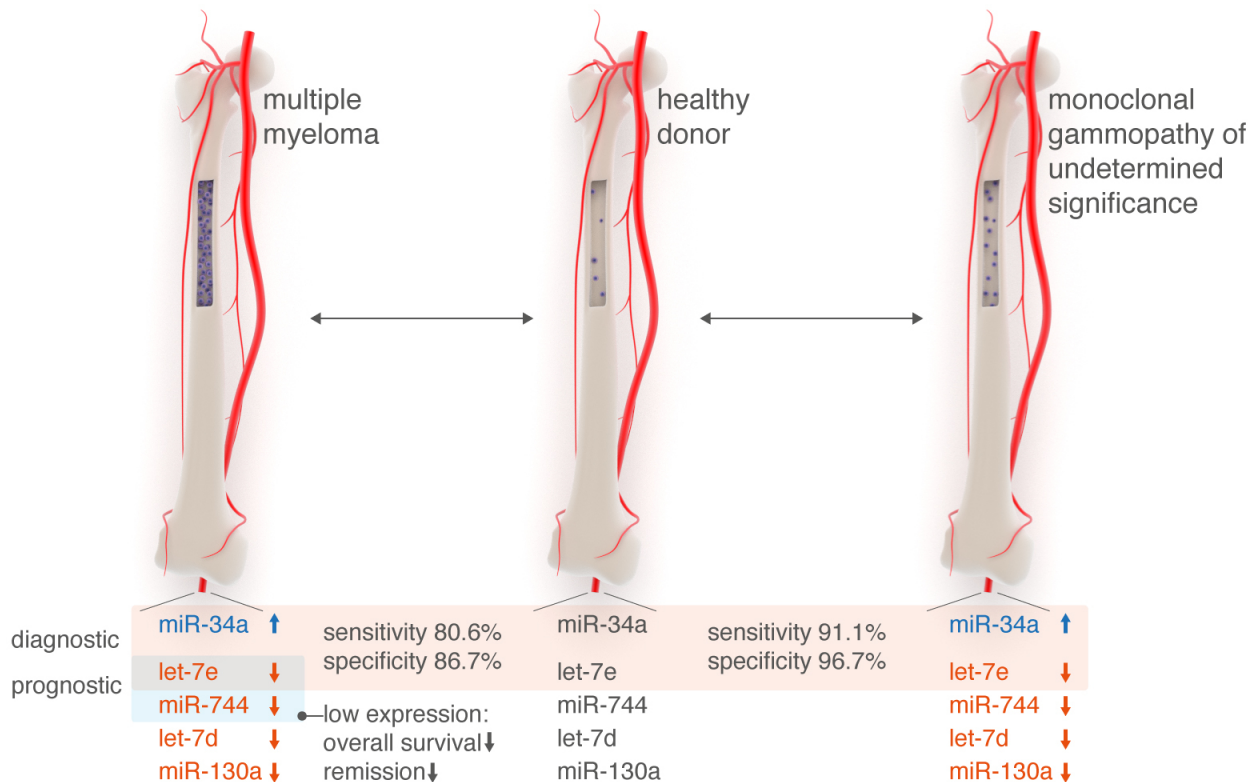 multiple
myeloma
healthy
donor
monoclonal
gammopathy of
undetermined
significance
diagnostic
prognostic
miR-34a ↑
let-7e ↓
miR-744 ↓
let-7d ↓
miR-130a ↓
sensitivity 80.6%
specificity 86.7%
low expression:
overall survival↓
remission↓
miR-34a
let-7e
miR-744
let-7d
miR-130a
sensitivity 91.1%
specificity 96.7%
miR-34a ↑
let-7e ↓
miR-744 ↓
let-7d ↓
miR-130a ↓